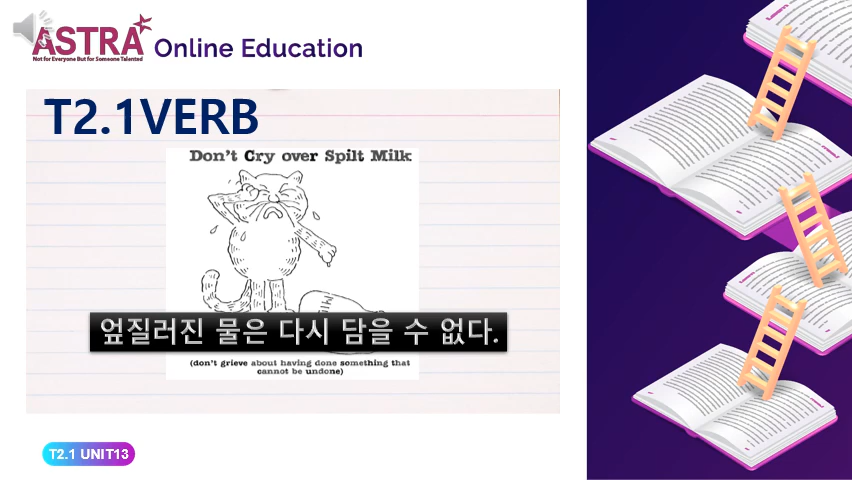 ASTRA
Not for Everyone But for Someone Talented
Online Education
T2.1VERB
Don't Cry over Spilt Milk
엎질러진 물은 다시 담을 수 없다.
(don't grieve about having done something that
cannot be undone)
T2.1 UNIT13